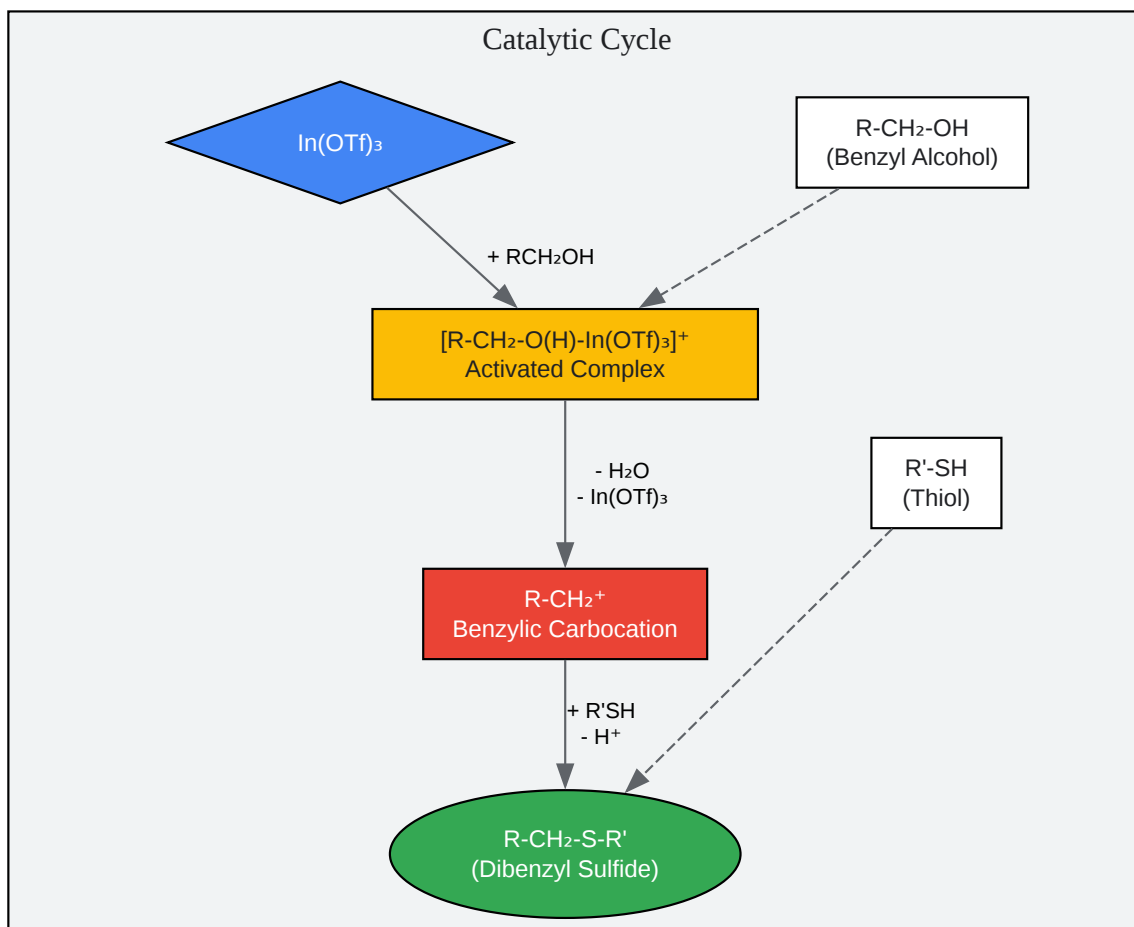 Catalytic Cycle
In(OTf)₃
R-CH₂-OH
(Benzyl Alcohol)
+ RCH₂OH
[R-CH₂-O(H)-In(OTf)₃]⁺
Activated Complex
- H₂O
- In(OTf)₃
R'-SH
(Thiol)
R-CH₂⁺
Benzylic Carbocation
+ R'SH
- H⁺
R-CH₂-S-R'
(Dibenzyl Sulfide)